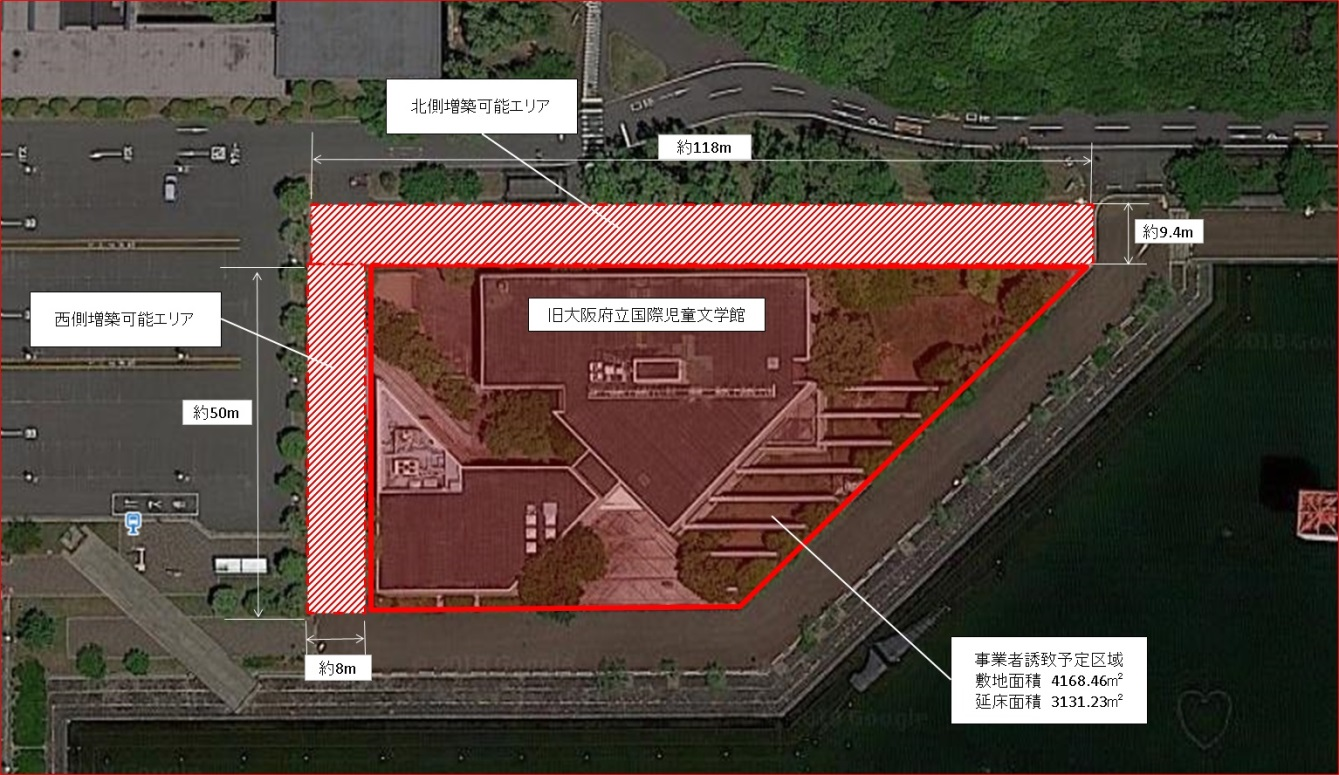 北側増築可能エリア
約118m
約9.4m
西側増築可能エリア
旧大阪府立国際児童文学館
約50m
約8m
事業者誘致予定区域
敷地面積 4168.46㎡
延床面積 3131.23㎡
Google